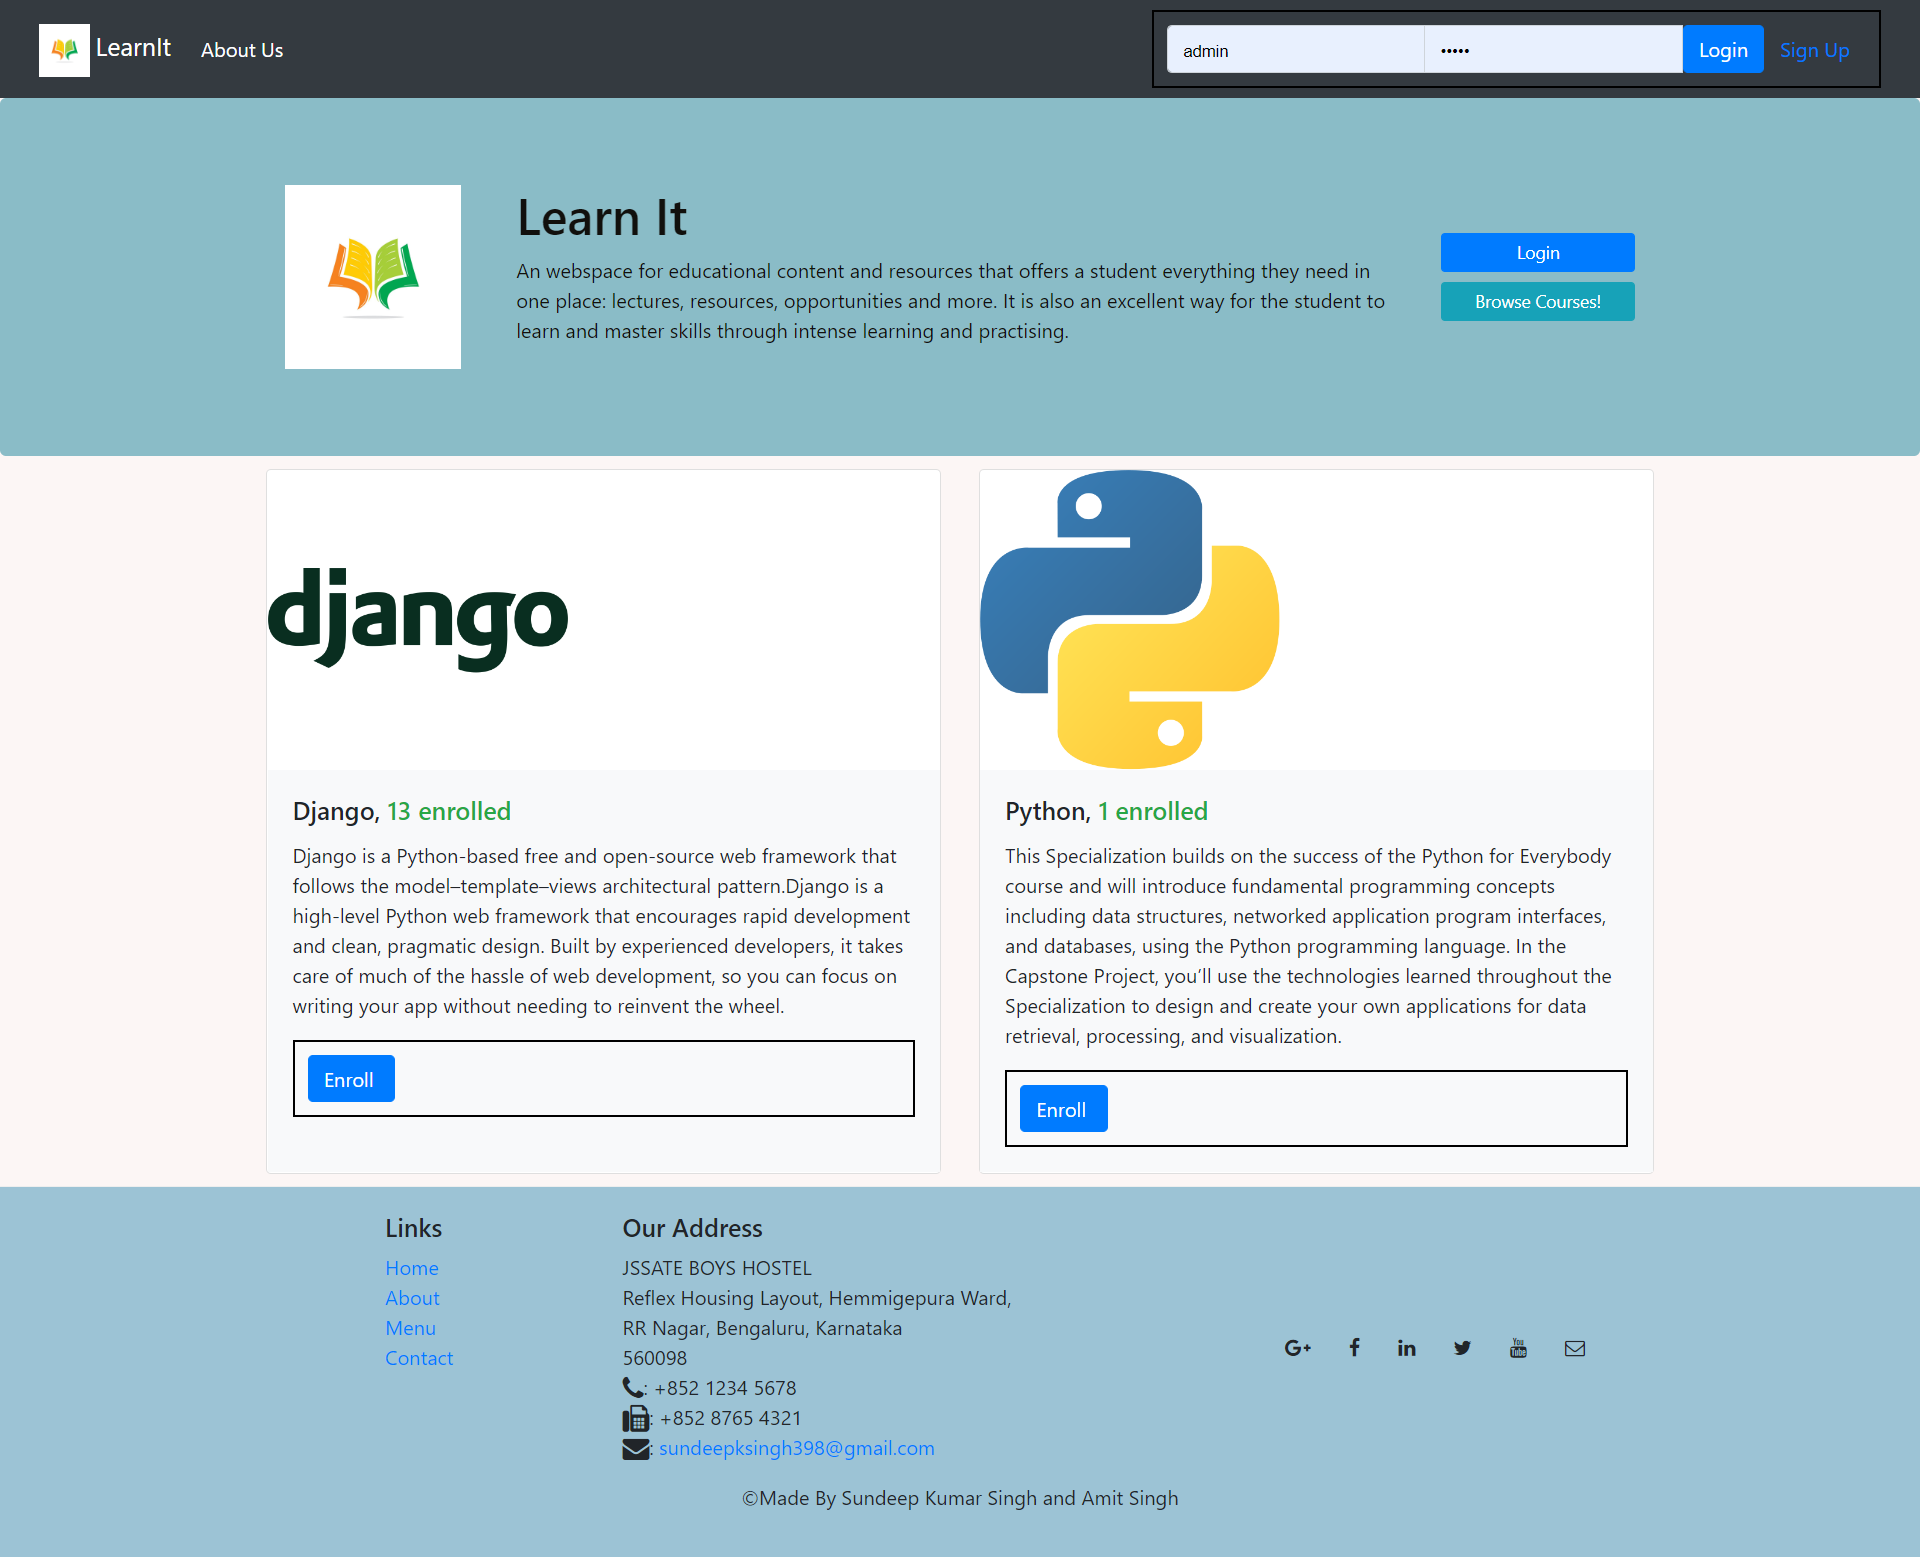 LearnIt
About Us
admin
•••••
Login
Sign Up
Learn It
An webspace for educational content and resources that offers a student everything they need in
one place: lectures, resources, opportunities and more. It is also an excellent way for the student to
learn and master skills through intense learning and practising.
Login
Browse Courses!
django
Django, 13 enrolled
Django is a Python-based free and open-source web framework that
follows the model–template–views architectural pattern.Django is a
high-level Python web framework that encourages rapid development
and clean, pragmatic design. Built by experienced developers, it takes
care of much of the hassle of web development, so you can focus on
writing your app without needing to reinvent the wheel.
Enroll
Python, 1 enrolled
This Specialization builds on the success of the Python for Everybody
course and will introduce fundamental programming concepts
including data structures, networked application program interfaces,
and databases, using the Python programming language. In the
Capstone Project, you’ll use the technologies learned throughout the
Specialization to design and create your own applications for data
retrieval, processing, and visualization.
Enroll
Links
Home
About
Menu
Contact
Our Address
JSSATE BOYS HOSTEL
Reflex Housing Layout, Hemmigepura Ward,
RR Nagar, Bengaluru, Karnataka
560098
: +852 1234 5678
: +852 8765 4321
: sundeepksingh398@gmail.com
You
Tube
©Made By Sundeep Kumar Singh and Amit Singh